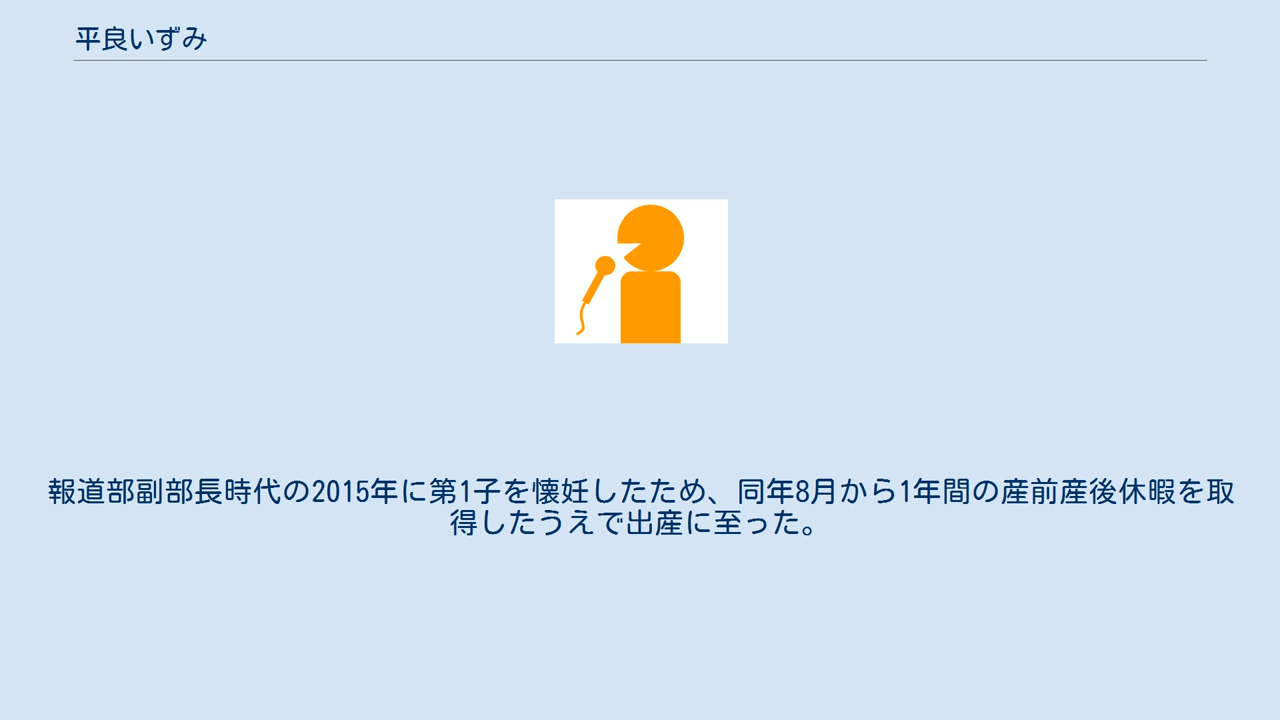 平良いずみ
報道部副部長時代の2015年に第1子を懐妊したため、同年8月から1年間の産前産後休暇を取
得したうえで出産に至った。